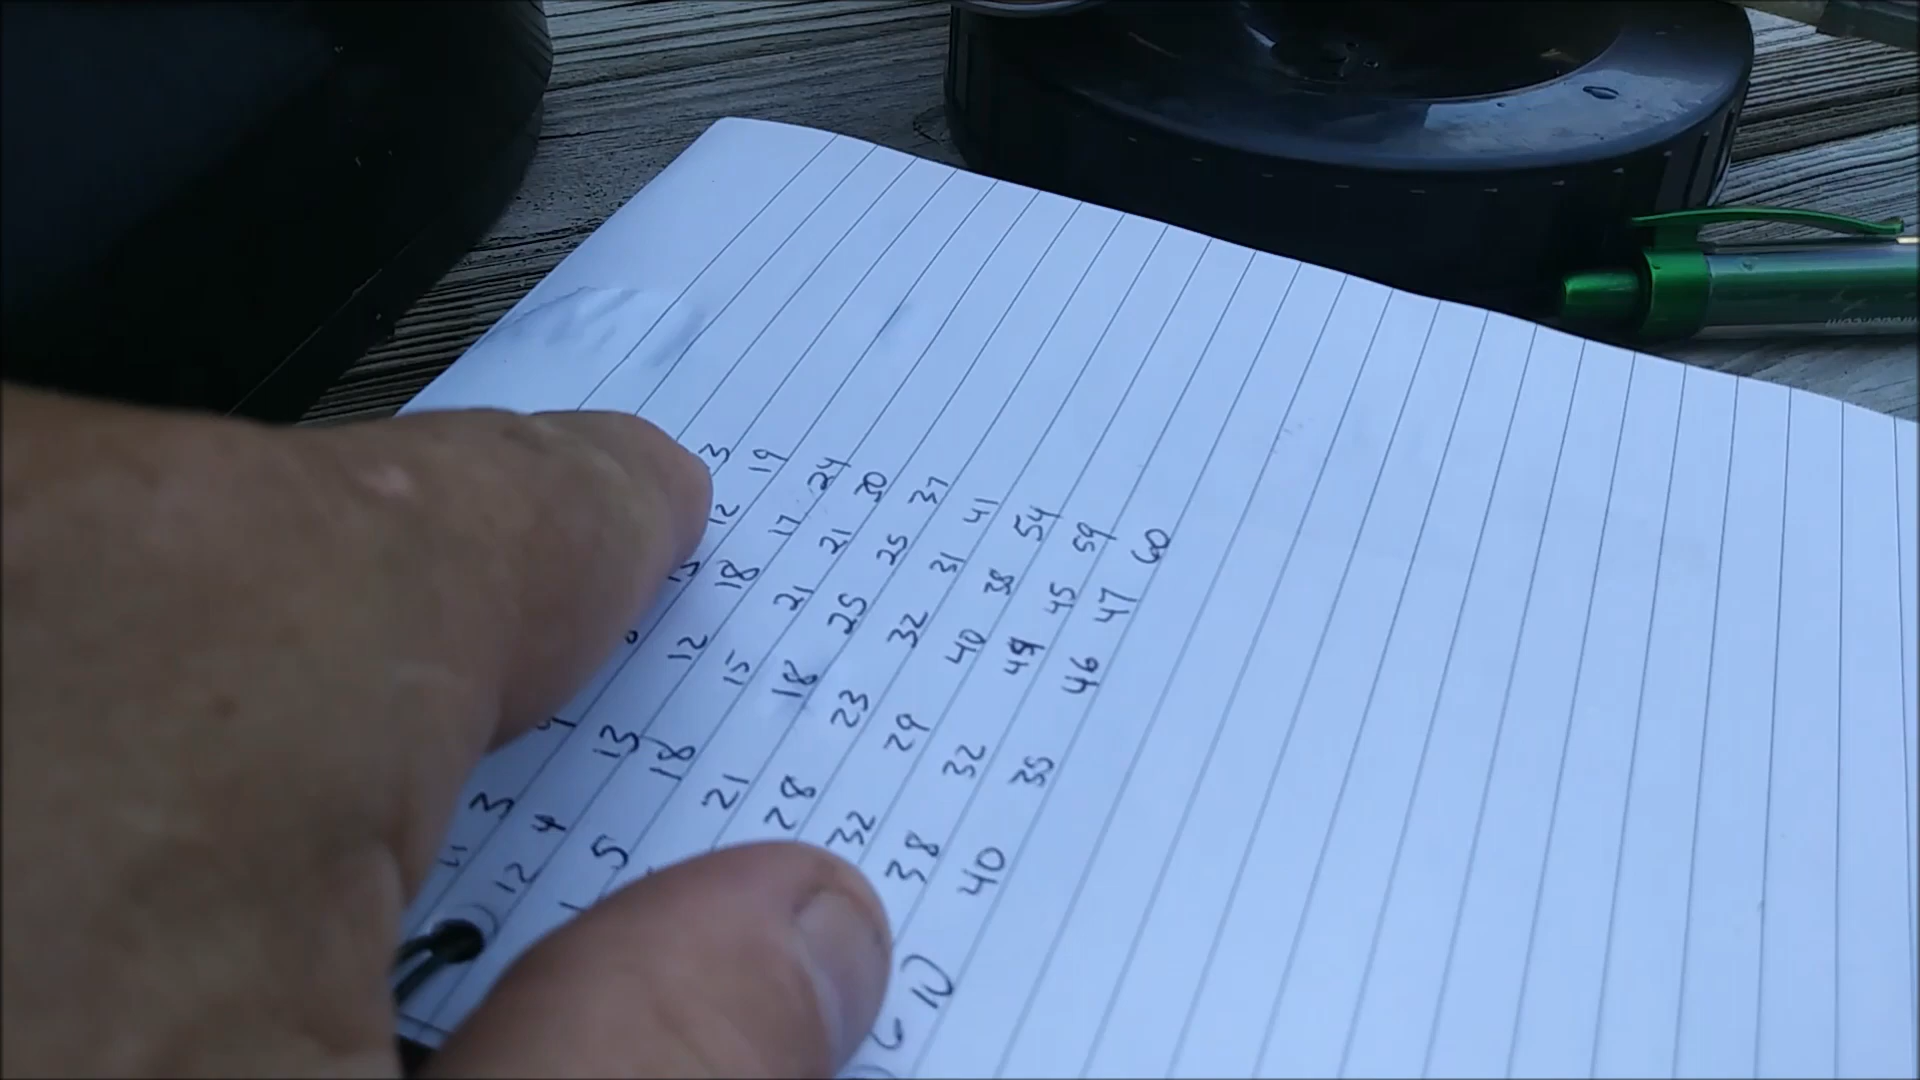 3
3 12 19
12 4 13 12 18 17 24
5 18 15 21 21
21 18 25 25 37
28 23 32 31 41
32 29 40 38 54
38 32 49 45 59
10 40 35 46 47 60